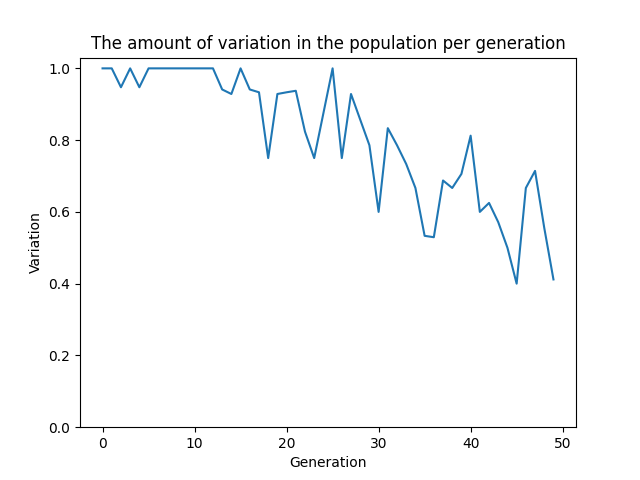 The amount of variation in the population per generation
1.0
0.8
0.6
0.4
0.2
0.0
Variation
0 10 20 30 40 50
Generation